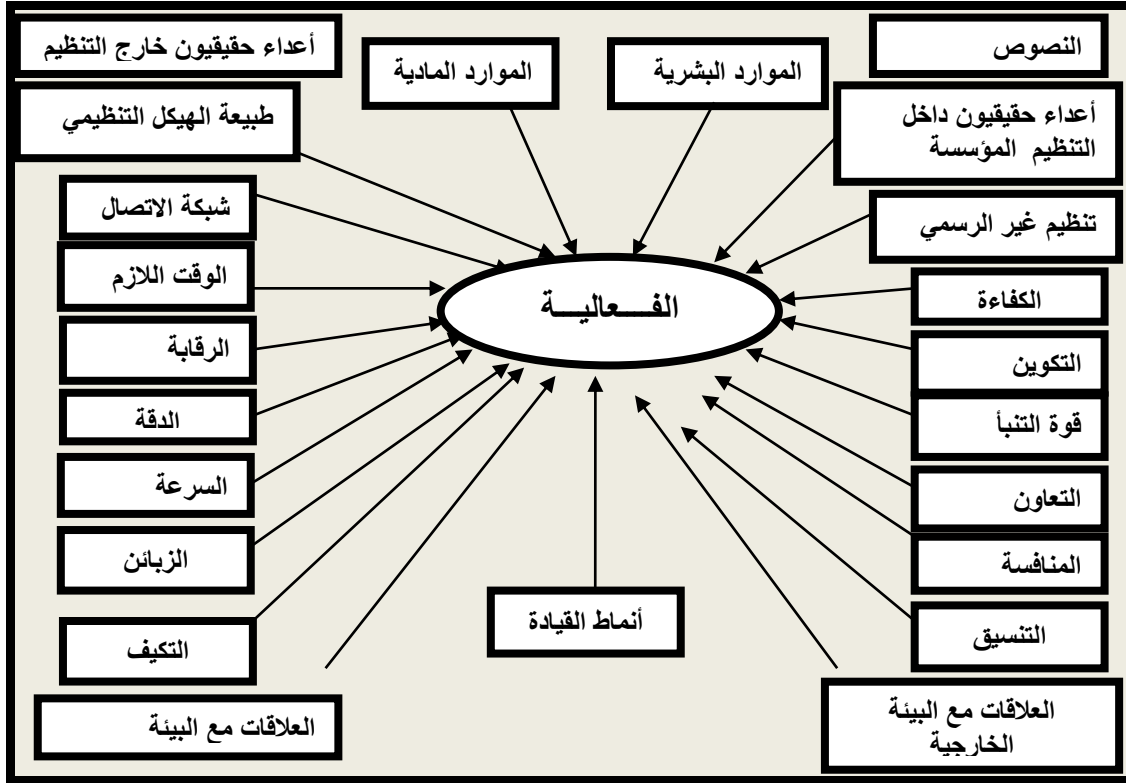 النصوص
الموارد البشرية
الموارد المادية
أعداء حقيقيون خارج التنظيم
أعداء حقيقيون داخل
التنظيم المؤسسة
طبيعة الهيكل التنظيمي
تنظيم غير الرسمي
شبكة الاتصال
الكفاءة
الفــعاليــة
الوقت اللازم
التكوين
الرقابة
قوة التنبأ
الدقة
التعاون
السرعة
المنافسة
الزبائن
التنسيق
أنماط القيادة
التكيف
العلاقات مع البيئة
الخارجية
العلاقات مع البيئة